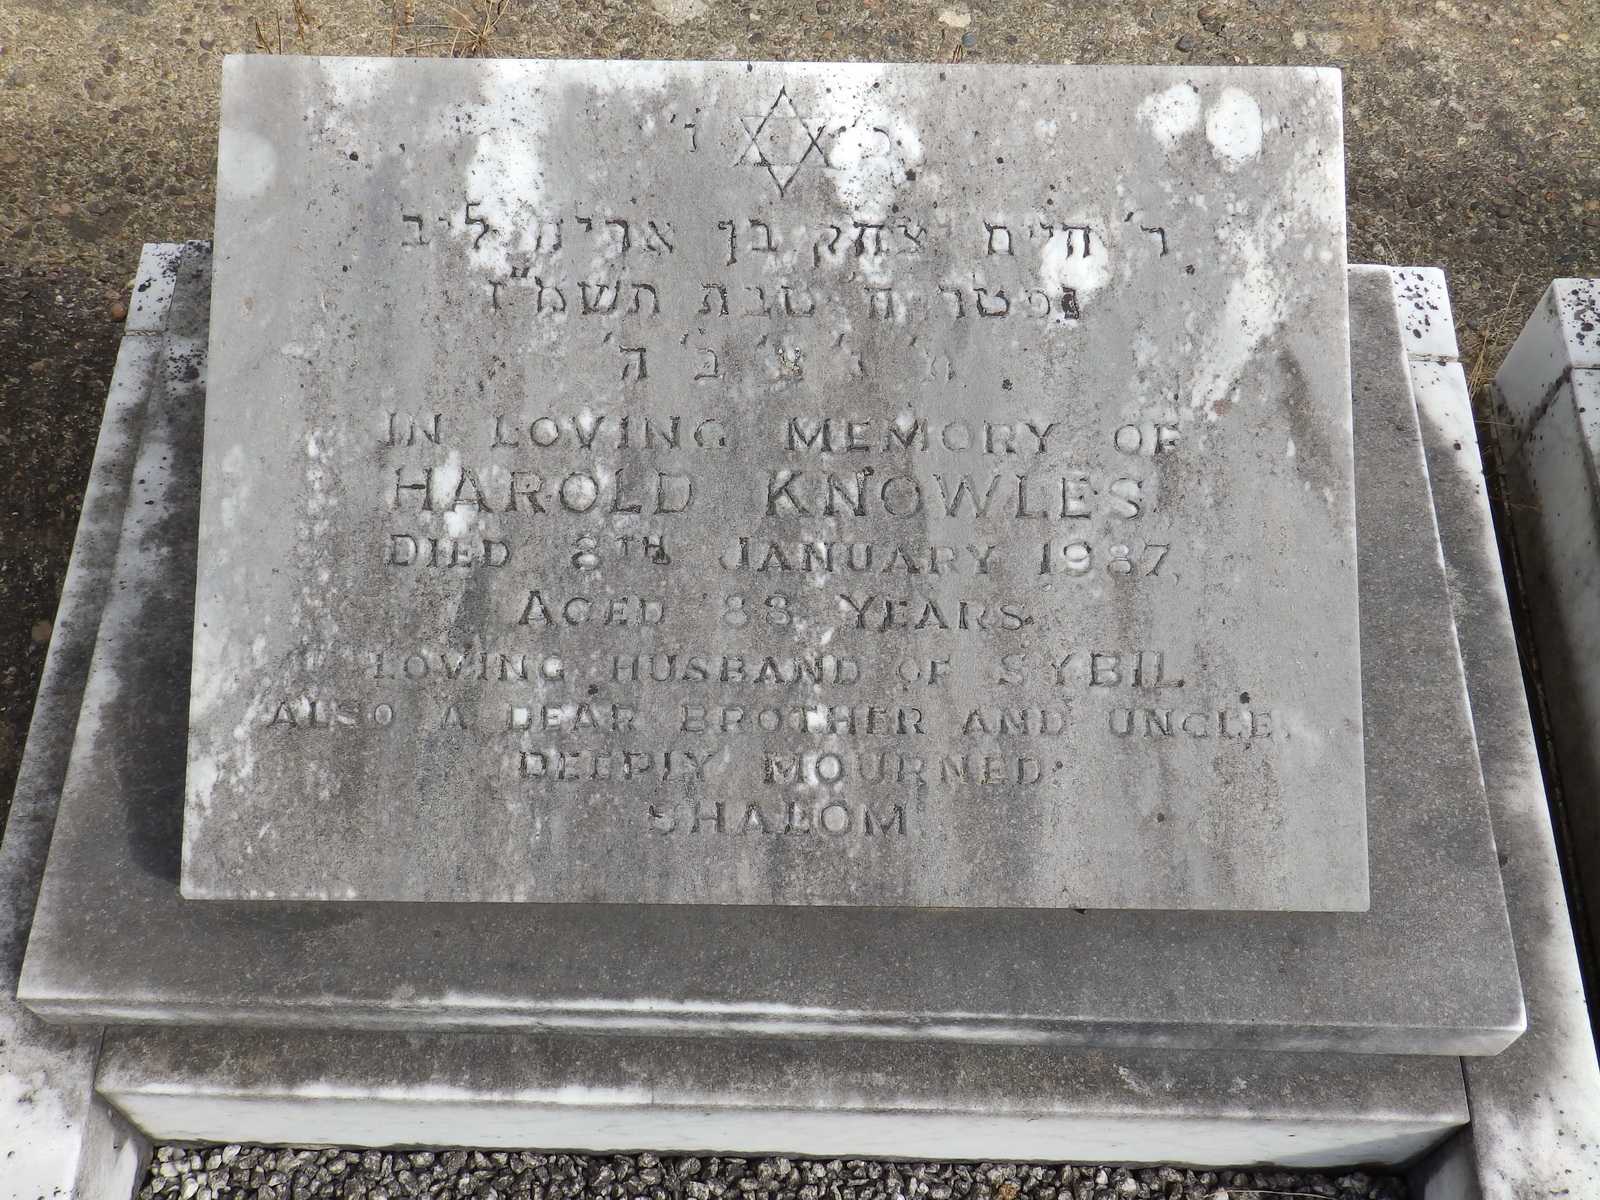 פ' נ'
ר' חיים יצחק בן אריה ליב
נפטר ח' טבת תשמ"ז
ת' נ' צ' ב' ה'
IN LOVING MEMORY OF
HAROLD KNOWLES
DIED 8TH JANUARY 1987,
AGED 88 YEARS
LOVING HUSBAND OF SYBIL
ALSO A DEAR BROTHER AND UNCLE.
DEEPLY MOURNED
SHALOM